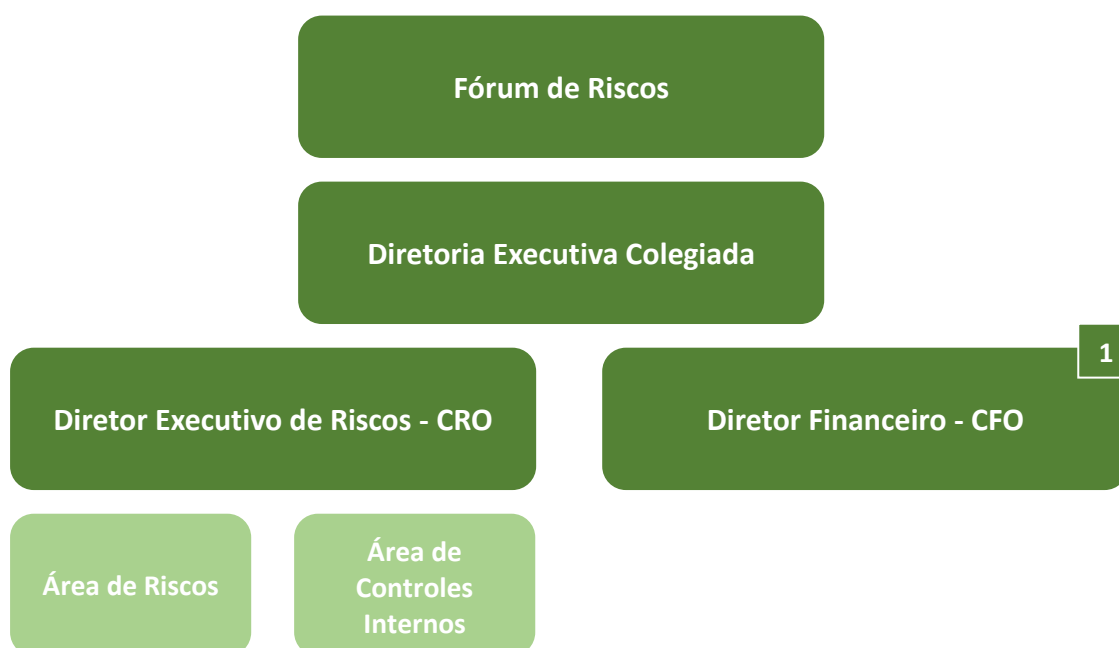 Fórum de Riscos
Diretoria Executiva Colegiada
1
Diretor Executivo de Riscos - CRO
Diretor Financeiro - CFO
Área de Riscos
Área de
Controles
Internos